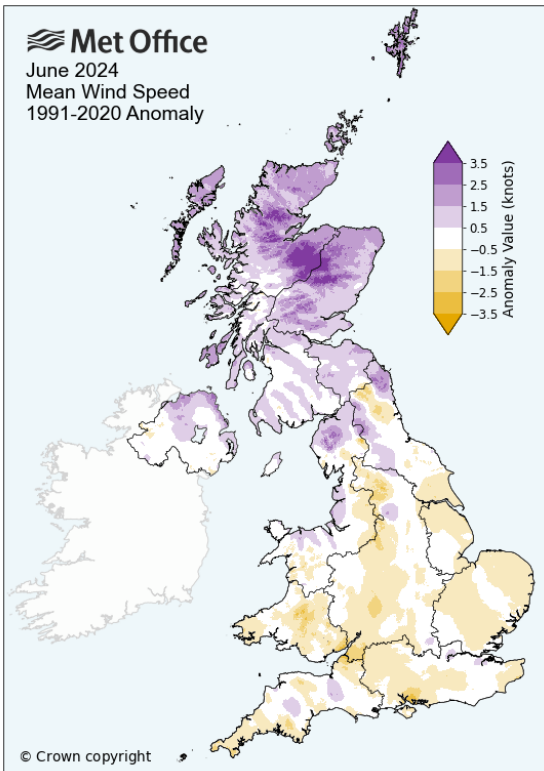 Met Office
June 2024
Mean Wind Speed
1991-2020 Anomaly
3.5
2.5
1.5
0.5
−0.5
−1.5
−2.5
−3.5
Anomaly Value (knots)
© Crown copyright